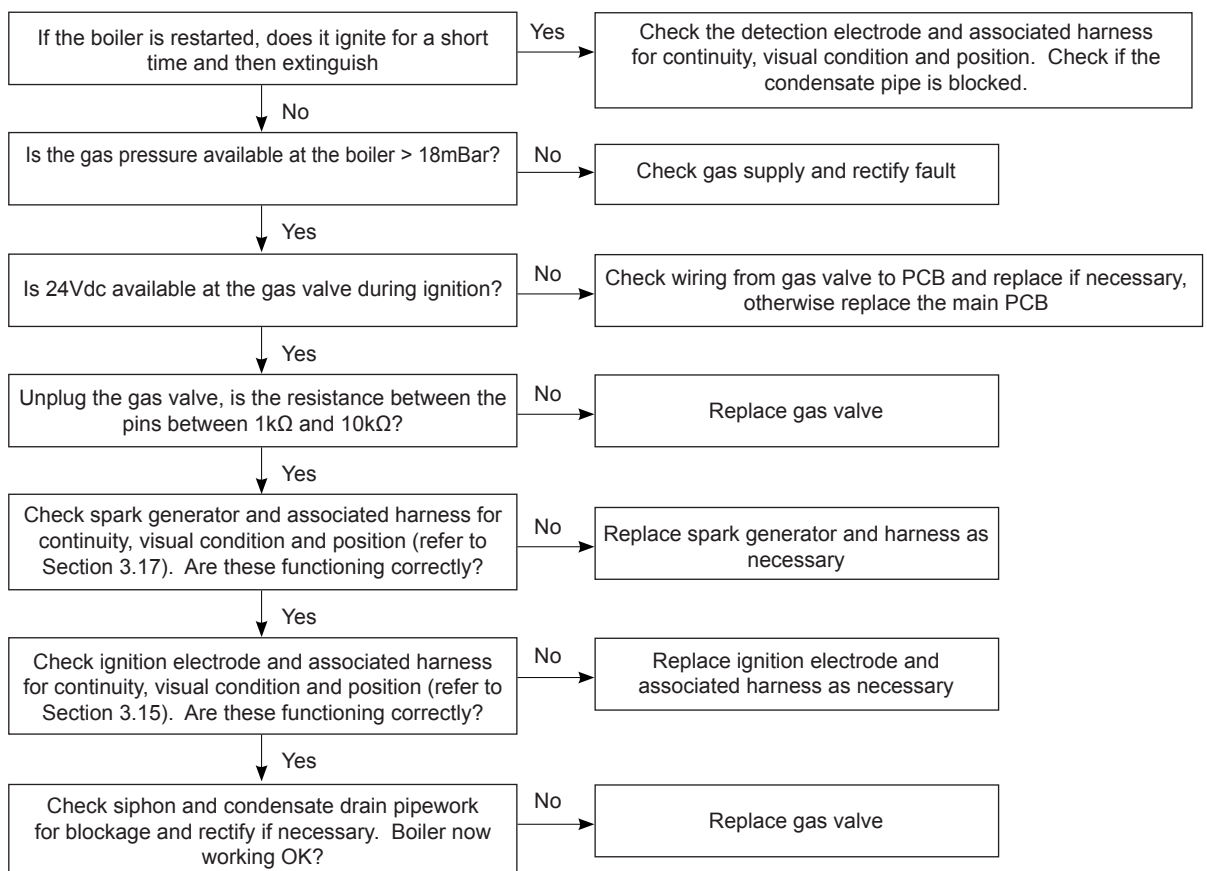 If the boiler is restarted, does it ignite for a short
time and then extinguish
Yes
Check the detection electrode and associated harness
for continuity, visual condition and position.  Check if the
condensate pipe is blocked.
No
Is the gas pressure available at the boiler > 18mBar?
No
Check gas supply and rectify fault
Yes
Is 24Vdc available at the gas valve during ignition?
No
Check wiring from gas valve to PCB and replace if necessary,
otherwise replace the main PCB
Yes
Unplug the gas valve, is the resistance between the
pins between 1kΩ and 10kΩ?
No
Replace gas valve
Yes
Check spark generator and associated harness for
continuity, visual condition and position (refer to
Section 3.17).  Are these functioning correctly?
No
Replace spark generator and harness as
necessary
Yes
Check ignition electrode and associated harness
for continuity, visual condition and position (refer to
Section 3.15).  Are these functioning correctly?
No
Replace ignition electrode and
associated harness as necessary
Yes
Check siphon and condensate drain pipework
for blockage and rectify if necessary.  Boiler now
working OK?
No
Replace gas valve